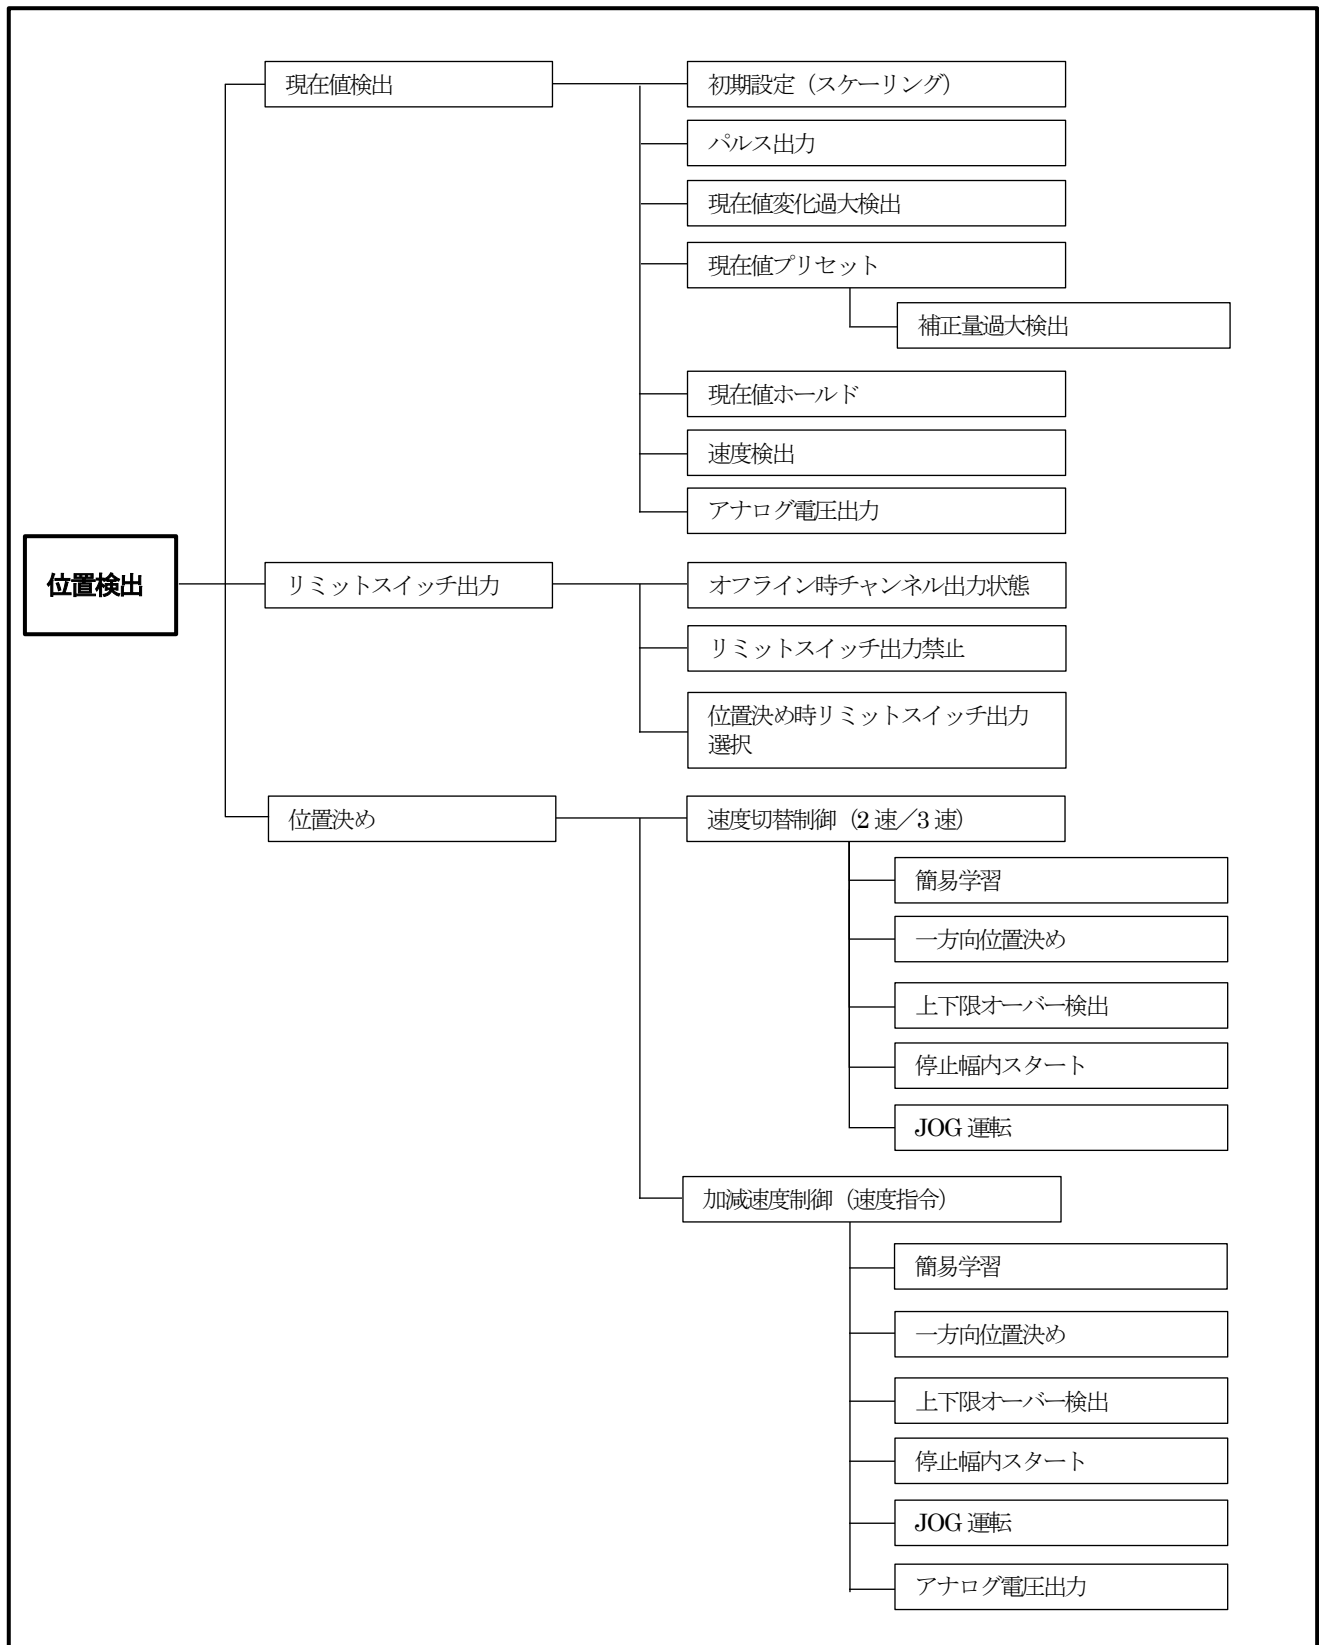 位置検出
現在値検出
初期設定（スケーリング）
パルス出力
現在値変化過大検出
現在値プリセット
補正量過大検出
現在値ホールド
速度検出
アナログ電圧出力
リミットスイッチ出力
オフライン時チャンネル出力状態
リミットスイッチ出力禁止
位置決め時リミットスイッチ出力
選択
位置決め
速度切替制御（2 速／3 速）
簡易学習
一方向位置決め
上下限オーバー検出
停止幅内スタート
JOG 運転
加減速度制御（速度指令）
簡易学習
一方向位置決め
上下限オーバー検出
停止幅内スタート
JOG 運転
アナログ電圧出力